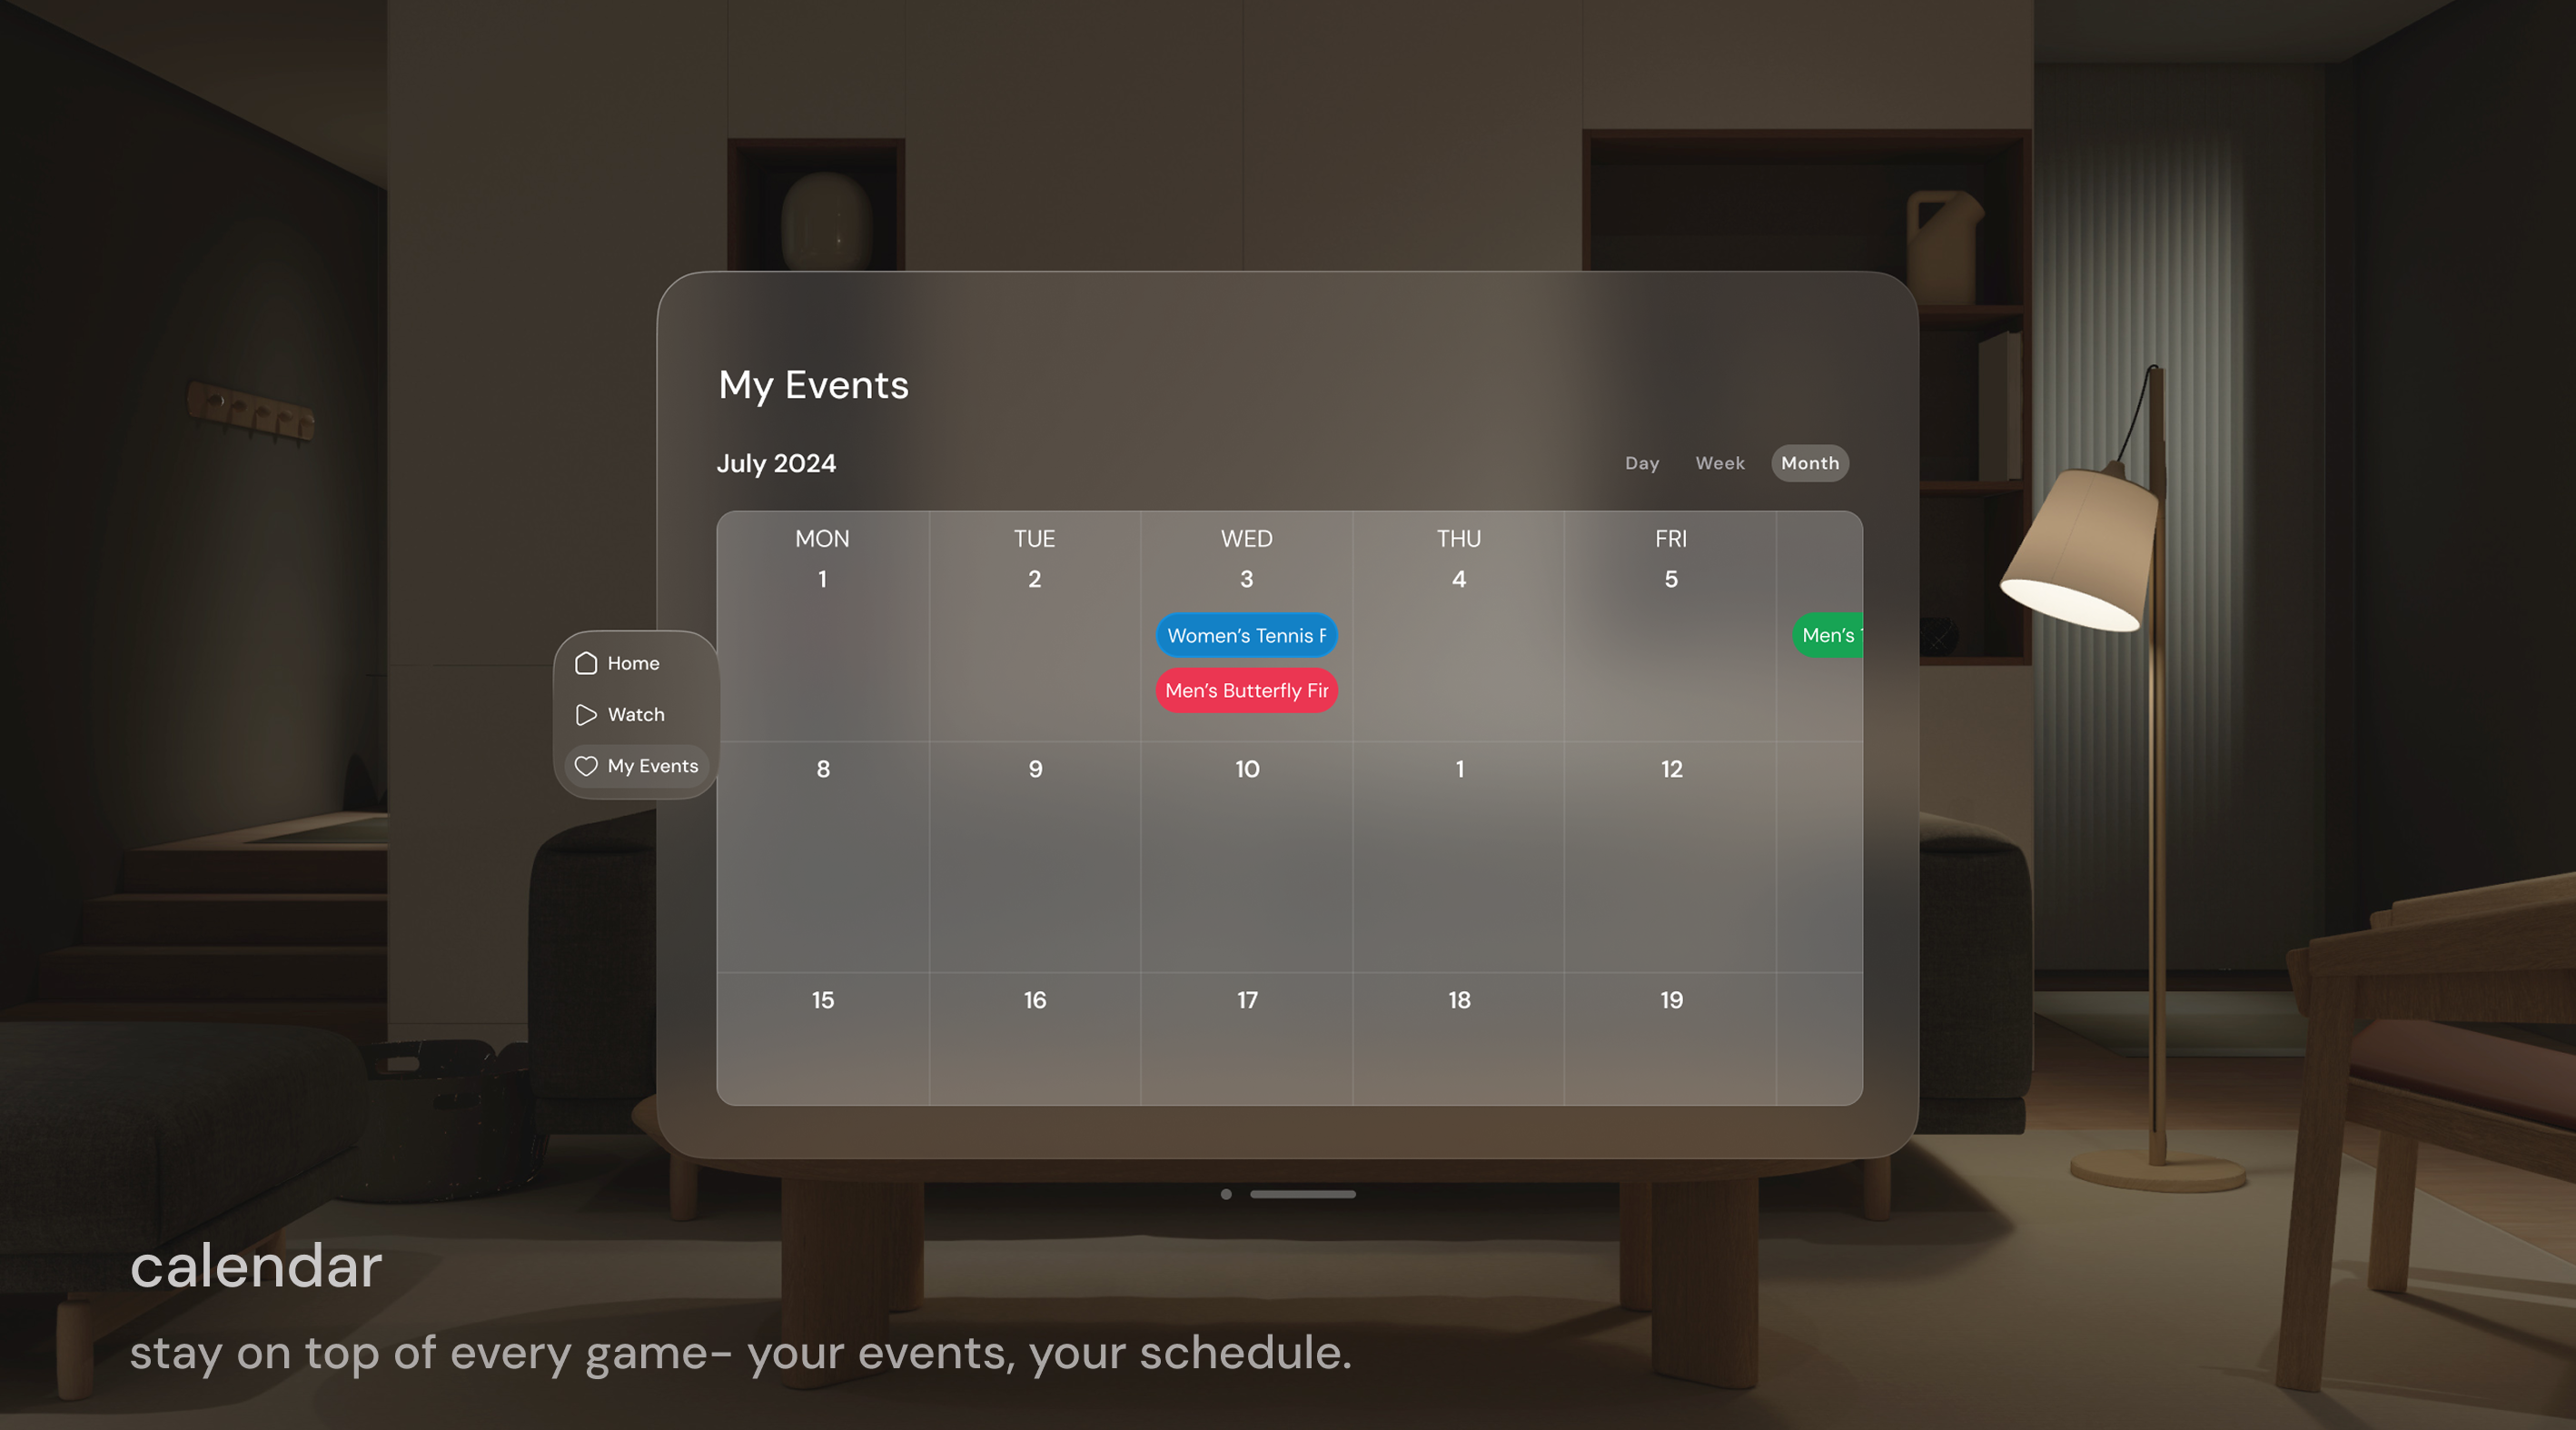 My Events
July 2024
Day Week Month
MON TUE WED THU FRI
1 2 3 4 5
Women's Tennis F
Men's
Men's Butterfly Fir
Home
Watch
My Events
8 9 10 1 12
15 16 17 18 19
calendar
stay on top of every game- your events, your schedule.